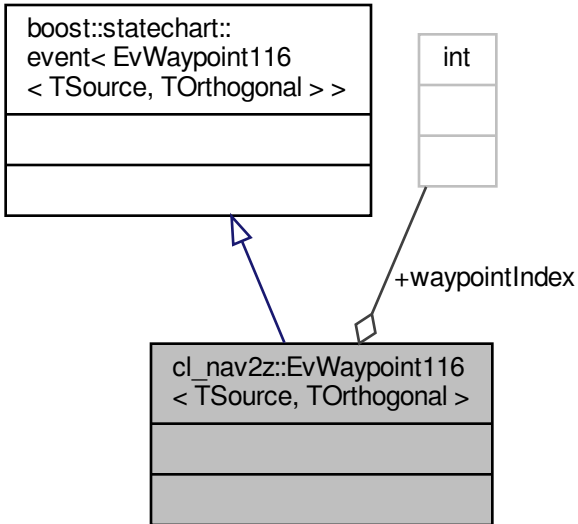 boost::statechart::
event< EvWaypoint116
< TSource, TOrthogonal > >
int
+waypointIndex
cl_nav2z::EvWaypoint116
< TSource, TOrthogonal >